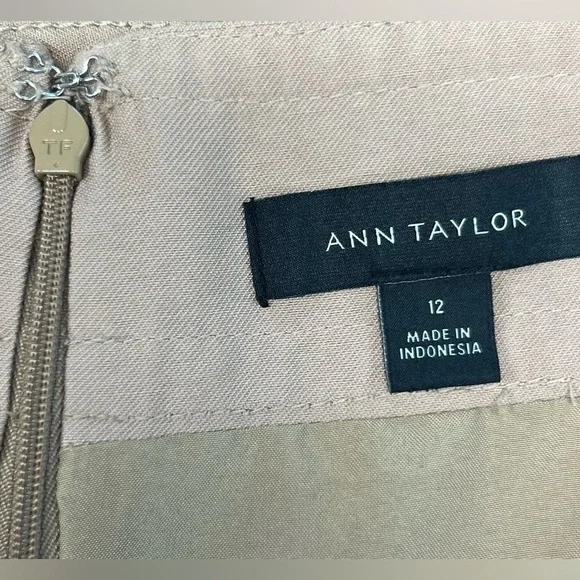 TF
ANN TAYLOR
12
MADE IN
INDONESIA